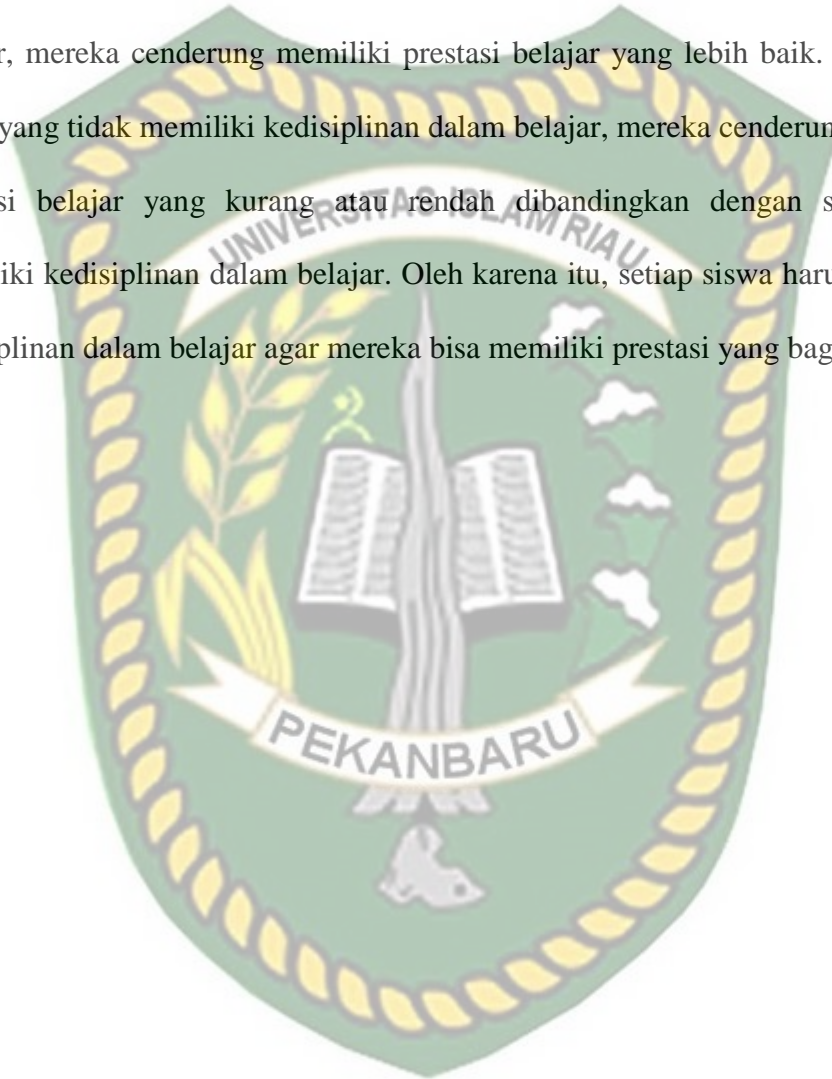 r, mereka cenderung memiliki prestasi belajar yang lebih baik.
yang tidak memiliki kedisiplinan dalam belajar, mereka cenderun
si belajar yang kurang atau rendah dibandingkan dengan s
UNIVERSITAS ISLAM RIAU
iki kedisiplinan dalam belajar. Oleh karena itu, setiap siswa haru
plinan dalam belajar agar mereka bisa memiliki prestasi yang bag
PEKANBARU